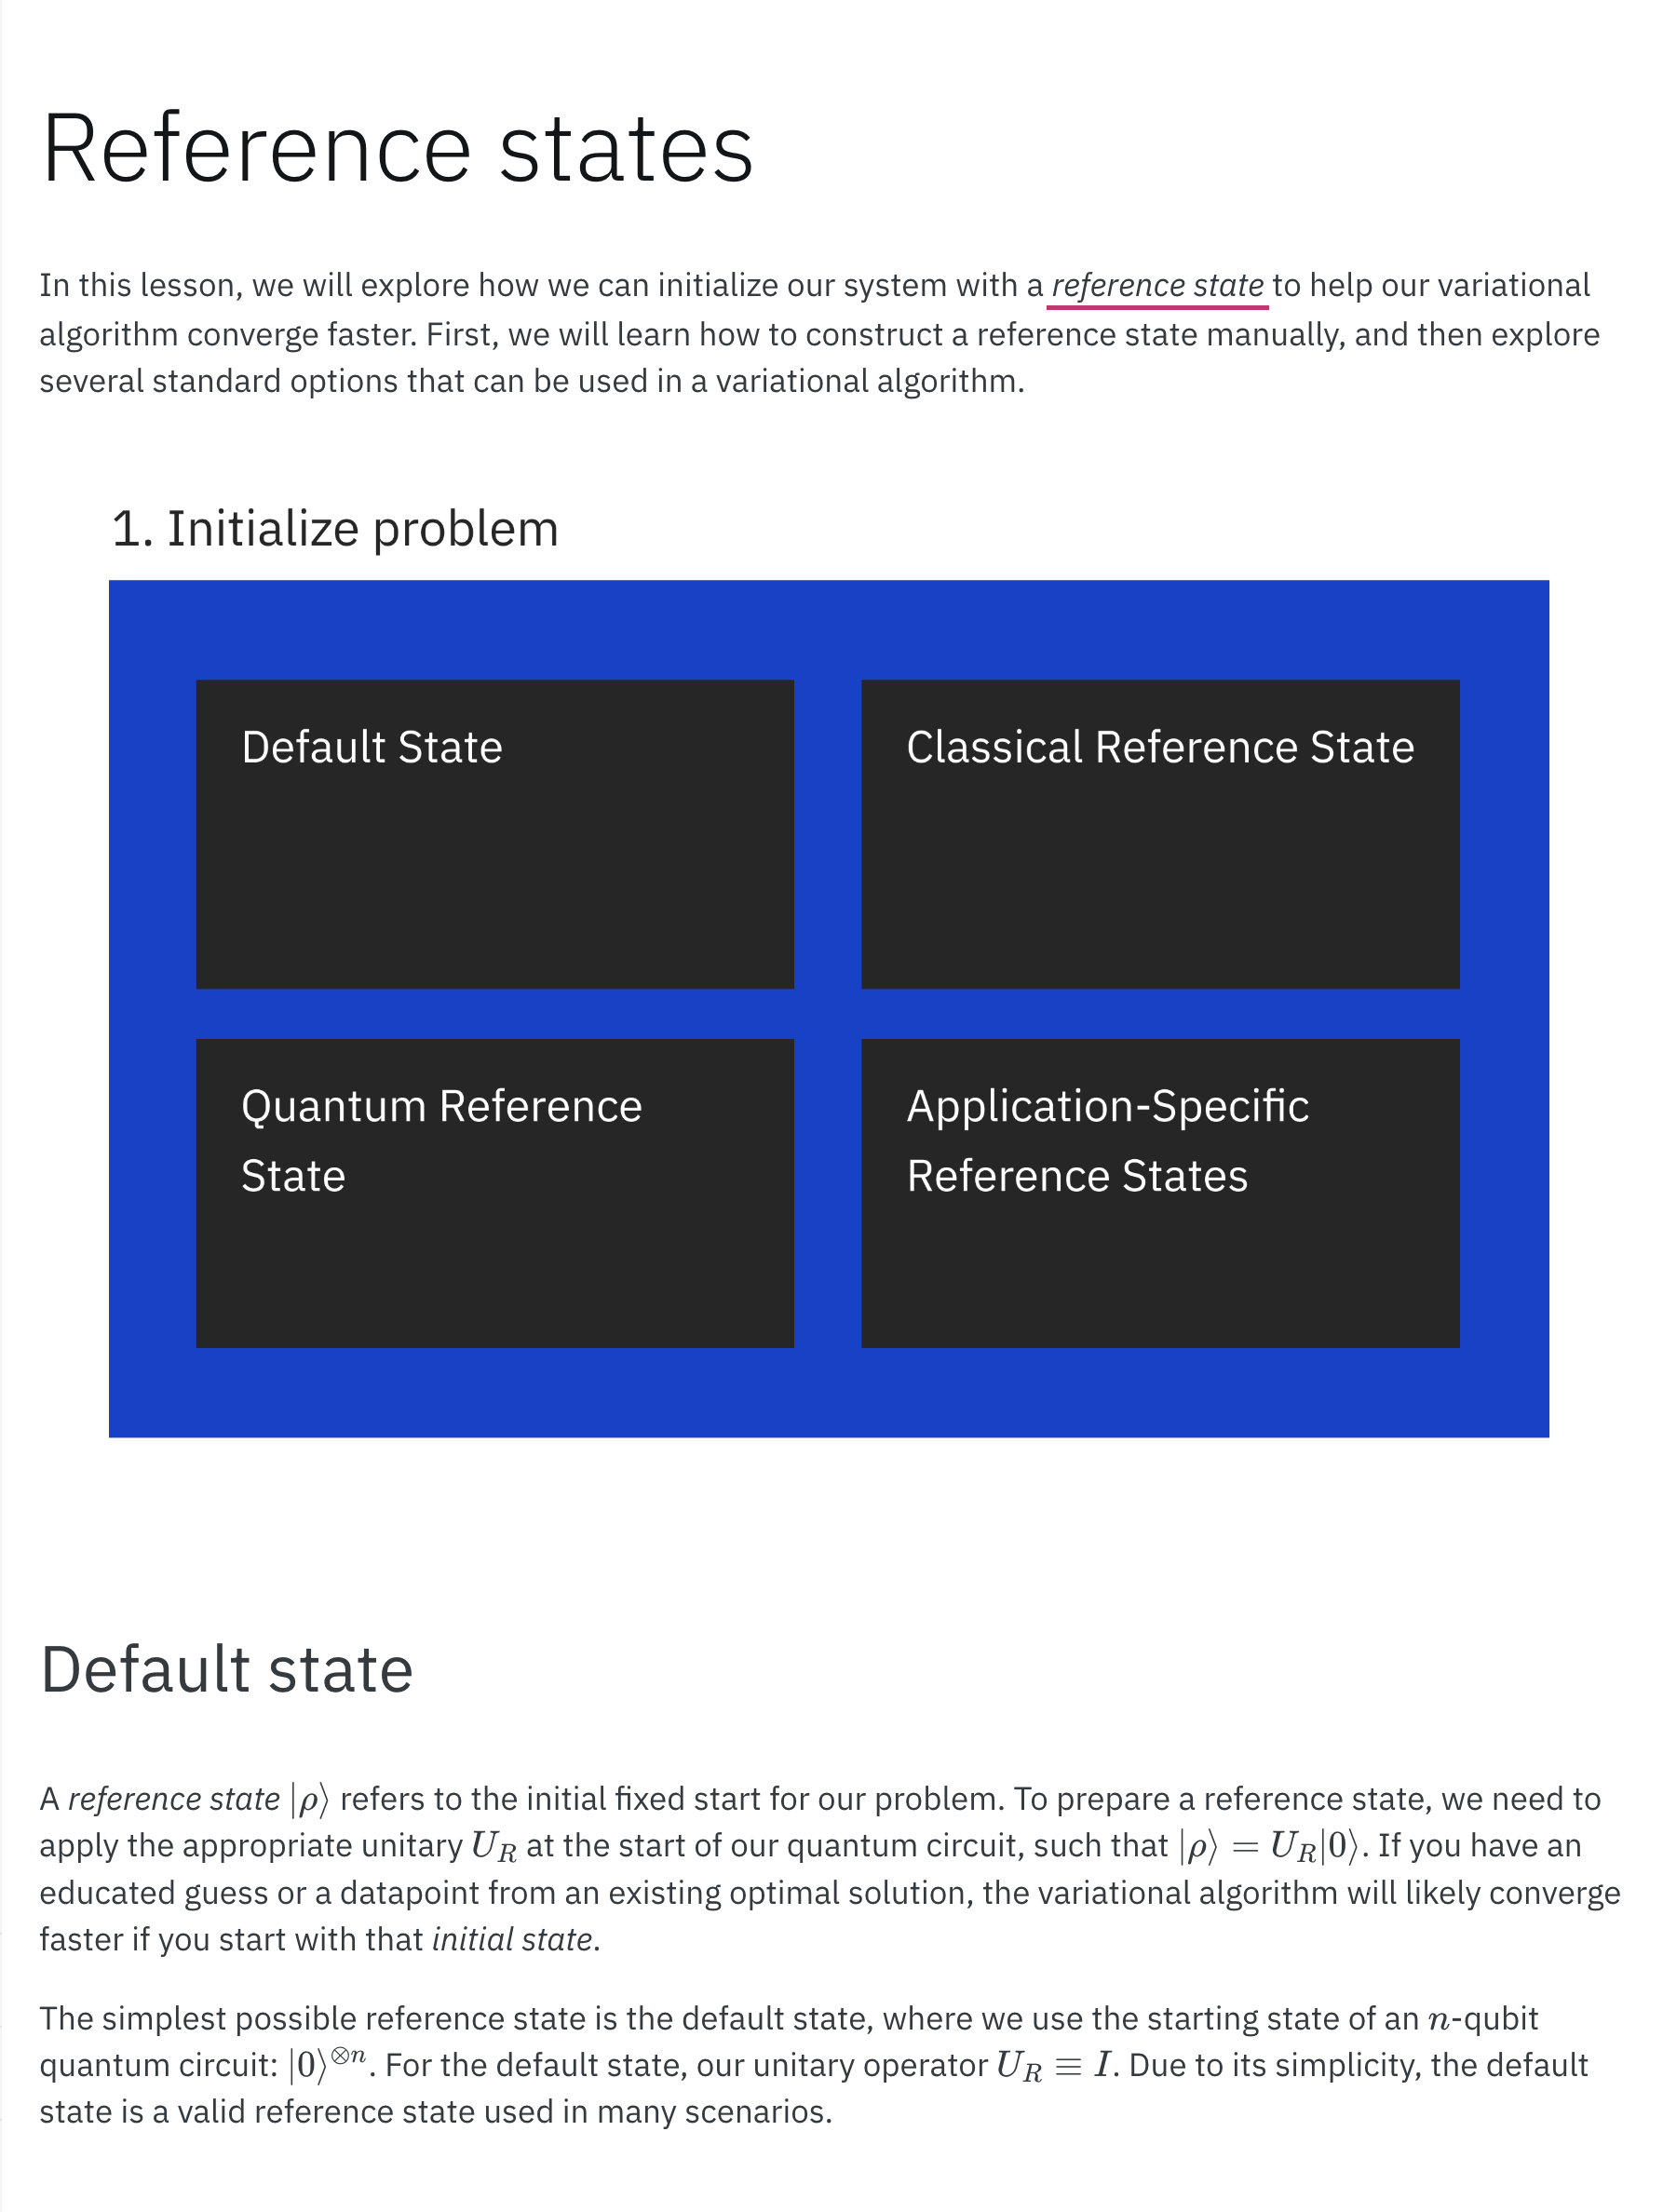 Reference states
In this lesson, we will explore how we can initialize our system with a reference state to help our variational
algorithm converge faster. First, we will learn how to construct a reference state manually, and then explore
several standard options that can be used in a variational algorithm.
1. Initialize problem
Default State
Classical Reference State
Quantum Reference
State
Application-Specific
Reference States
Default state
A reference state |ρ⟩ refers to the initial fixed start for our problem. To prepare a reference state, we need to
apply the appropriate unitary U_R at the start of our quantum circuit, such that |ρ⟩ = U_R|0⟩. If you have an
educated guess or a datapoint from an existing optimal solution, the variational algorithm will likely converge
faster if you start with that initial state.
The simplest possible reference state is the default state, where we use the starting state of an n-qubit
quantum circuit: |0⟩^⊗n. For the default state, our unitary operator U_R ≡ I. Due to its simplicity, the default
state is a valid reference state used in many scenarios.